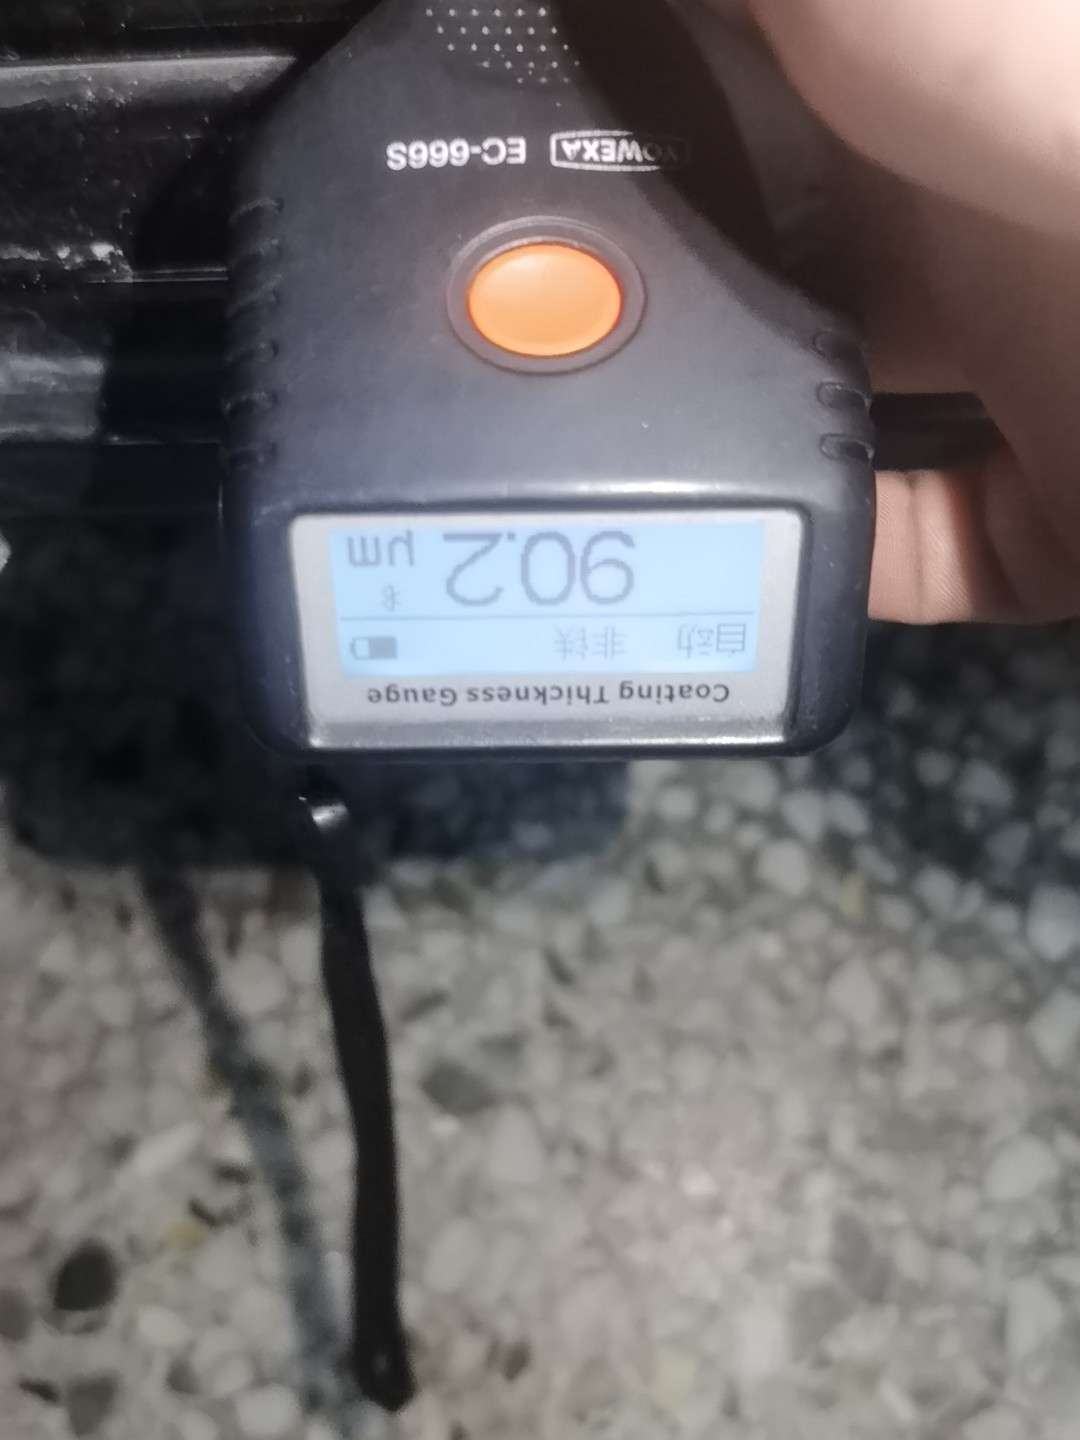 Coating Thickness Gauge
自动 非铁
90.2 μm
YOWEXA EC-666S